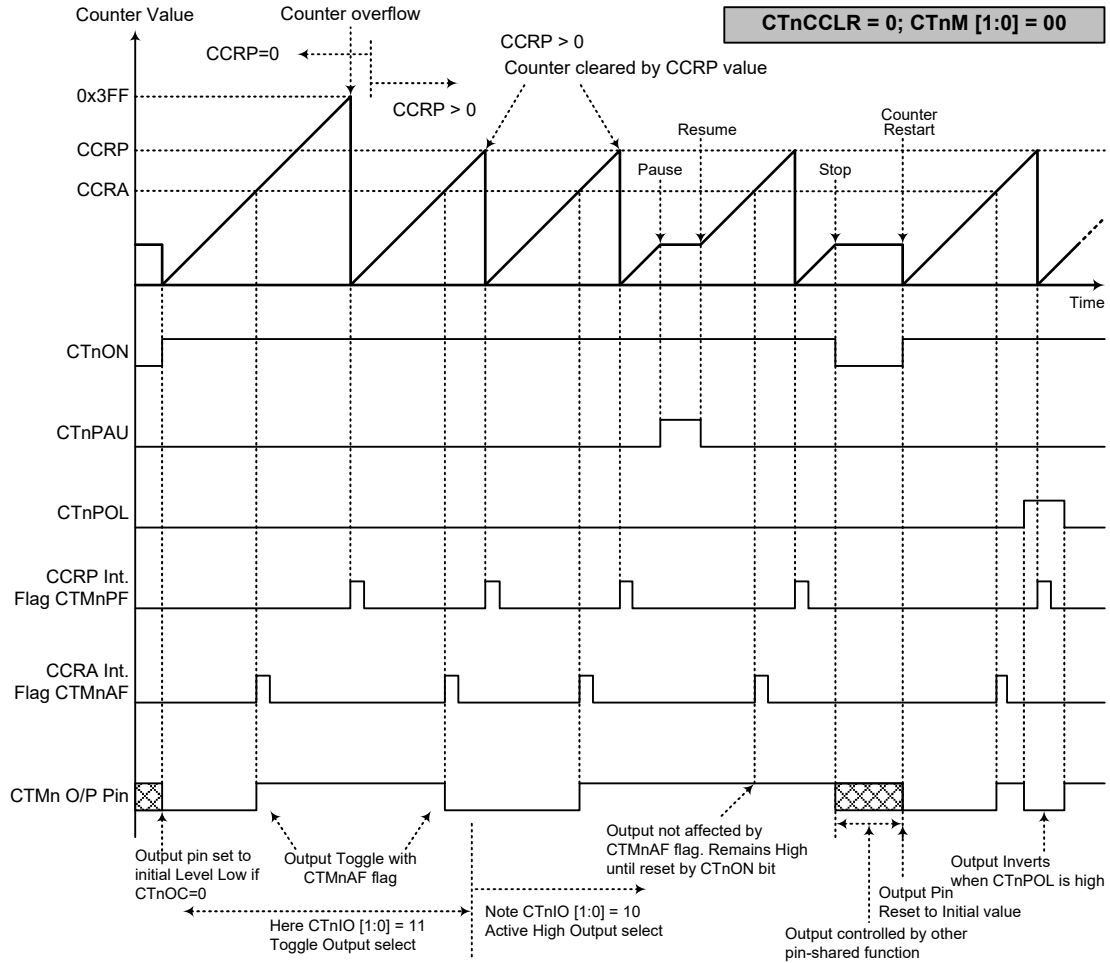 Counter Value
Counter overflow
CTnCCLR = 0; CTnM [1:0] = 00
CCRP=0
CCRP > 0
CCRP > 0
Counter cleared by CCRP value
0x3FF
CCRP
CCRA
Pause
Resume
Stop
Counter
Restart
Time
CTnON
CTnPAU
CTnPOL
CCRP Int.
Flag CTMnPF
CCRA Int.
Flag CTMnAF
CTMn O/P Pin
Output pin set to
initial Level Low if
CTnOC=0
Output Toggle with
CTMnAF flag
Here CTnIO [1:0] = 11
Toggle Output select
Note CTnIO [1:0] = 10
Active High Output select
Output not affected by
CTMnAF flag. Remains High
until reset by CTnON bit
Output Pin
Reset to Initial value
Output controlled by other
pin-shared function
Output Inverts
when CTnPOL is high